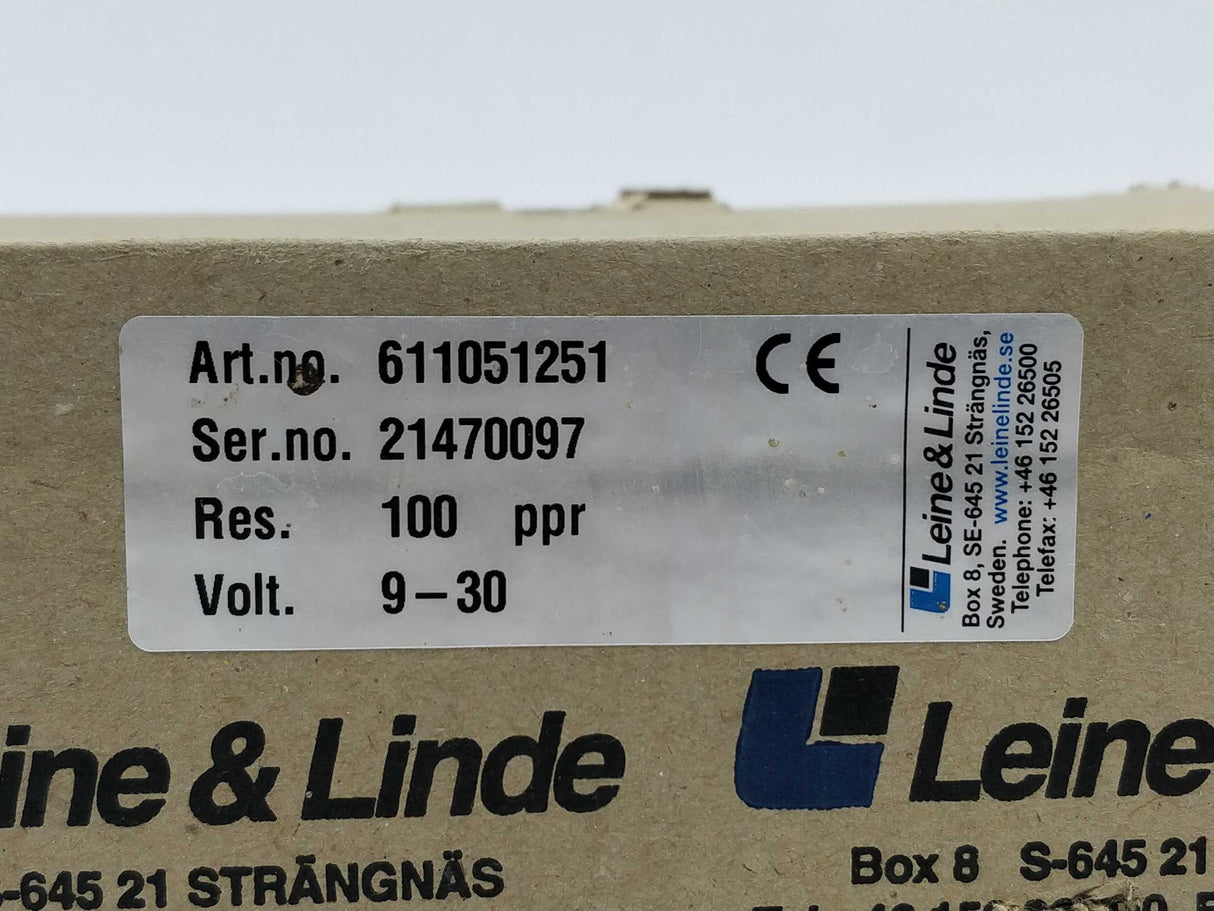 Art.no. 611051251
Ser.no. 21470097
Res. 100 ppr
Volt. 9-30
CE
Leine & Linde
Box 8, SE-645 21 Strängnäs,
Sweden. www.leinelinde.se
Telephone: +46 152 26500
Telefax: +46 152 26505
ine & Linde
-645 21 STRÄNGNÄS
Leine
Box 8 S-645 21